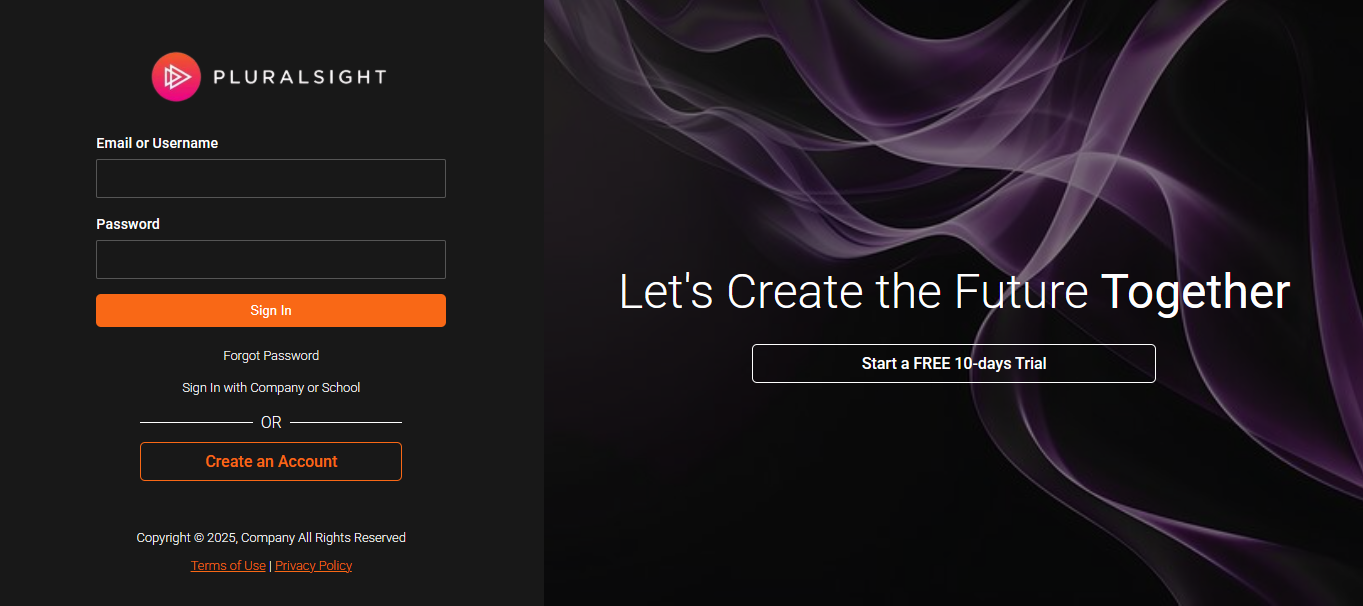 PLURALSIGHT
Email or Username
Password
Sign In
Forgot Password
Sign In with Company or School
OR
Create an Account
Copyright © 2025, Company All Rights Reserved
Terms of Use | Privacy Policy
Let's Create the Future Together
Start a FREE 10-days Trial